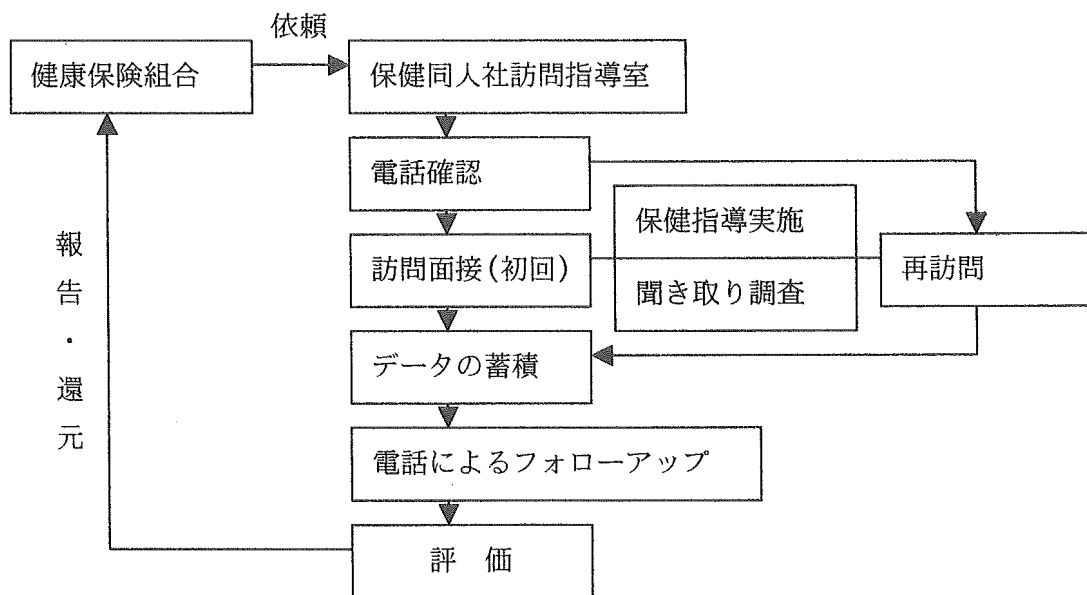 依頼
健康保険組合
保健同人社訪問指導室
電話確認
保健指導実施
訪問面接(初回)
再訪問
聞き取り調査
データの蓄積
電話によるフォローアップ
評 価
報告・還元